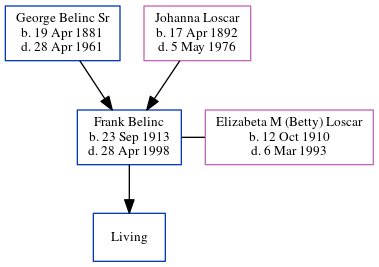 George Belinc Sr
b. 19 Apr 1881
d. 28 Apr 1961
Johanna Loscar
b. 17 Apr 1892
d. 5 May 1976
Frank Belinc
b. 23 Sep 1913
d. 28 Apr 1998
Elizabeta M (Betty) Loscar
b. 12 Oct 1910
d. 6 Mar 1993
Living